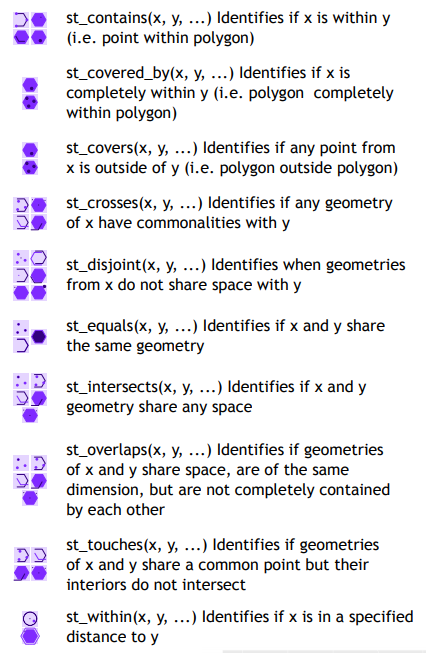 st_contains(x, y, ...) Identifies if x is within y
(i.e. point within polygon)
st_covered_by(x, y, ...) Identifies if x is
completely within y (i.e. polygon  completely
within polygon)
st_covers(x, y, ...) Identifies if any point from
x is outside of y (i.e. polygon outside polygon)
st_crosses(x, y, ...) Identifies if any geometry
of x have commonalities with y
st_disjoint(x, y, ...) Identifies when geometries
from x do not share space with y
st_equals(x, y, ...) Identifies if x and y share
the same geometry
st_intersects(x, y, ...) Identifies if x and y
geometry share any space
st_overlaps(x, y, ...) Identifies if geometries
of x and y share space, are of the same
dimension, but are not completely contained
by each other
st_touches(x, y, ...) Identifies if geometries
of x and y share a common point but their
interiors do not intersect
st_within(x, y, ...) Identifies if x is in a specified
distance to y